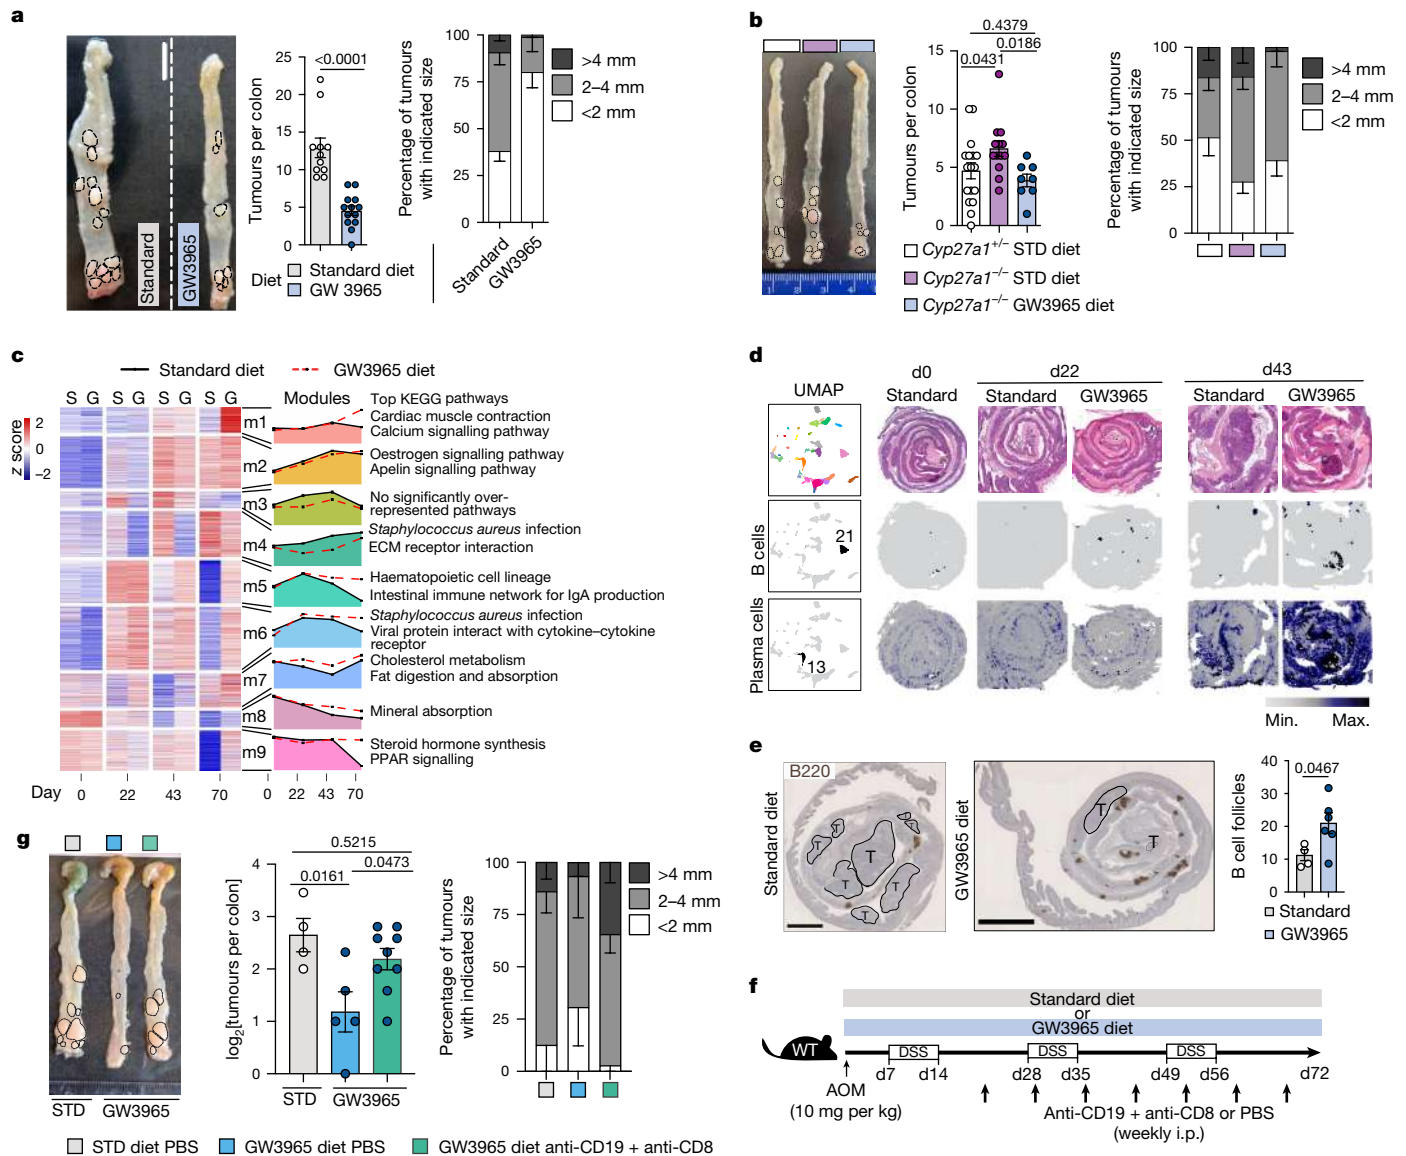 a
Standard
GW3965
Tumours per colon
25
20
15
10
5
0
<0.0001
Diet
Standard diet
GW 3965
Percentage of tumours
with indicated size
100
75
50
25
0
Standard
GW3965
>4 mm
2–4 mm
<2 mm
b
1 2 3 4
Tumours per colon
15
10
5
0
0.4379
0.0186
0.0431
Cyp27a1+/− STD diet
Cyp27a1−/− STD diet
Cyp27a1−/− GW3965 diet
Percentage of tumours
with indicated size
100
75
50
25
0
>4 mm
2–4 mm
<2 mm
c
Standard diet
GW3965 diet
S G S G S G S G
z score
2
0
−2
Modules
Top KEGG pathways
m1
Cardiac muscle contraction
Calcium signalling pathway
m2
Oestrogen signalling pathway
Apelin signalling pathway
m3
No significantly over-
represented pathways
m4
Staphylococcus aureus infection
ECM receptor interaction
m5
Haematopoietic cell lineage
Intestinal immune network for IgA production
m6
Staphylococcus aureus infection
Viral protein interact with cytokine–cytokine
receptor
m7
Cholesterol metabolism
Fat digestion and absorption
m8
Mineral absorption
m9
Steroid hormone synthesis
PPAR signalling
Day 0 22 43 70 0 22 43 70
d
UMAP
d0
d22
d43
Standard
Standard GW3965
Standard GW3965
B cells
21
Plasma cells
13
Min. Max.
e
Standard diet
B220
T
T
T
T
T
T
T
GW3965 diet
T
T
B cell follicles
40
30
20
10
0
0.0467
Standard
GW3965
f
Standard diet
or
GW3965 diet
WT
DSS DSS DSS
d7 d14 d28 d35 d49 d56 d72
AOM
(10 mg per kg)
Anti-CD19 + anti-CD8 or PBS
(weekly i.p.)
g
STD GW3965
log2[tumours per colon]
4
3
2
1
0
0.5215
0.0473
0.0161
STD GW3965
Percentage of tumours
with indicated size
100
75
50
25
0
>4 mm
2–4 mm
<2 mm
STD diet PBS
GW3965 diet PBS
GW3965 diet anti-CD19 + anti-CD8